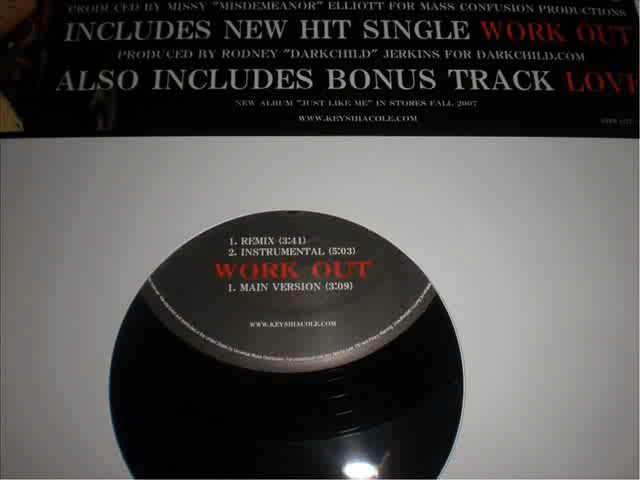 PRODUCED BY MISSY "MISDEMEANOR" ELLIOTT FOR MASS CONFUSION PRODUCTIONS
INCLUDES NEW HIT SINGLE WORK OUT
PRODUCED BY RODNEY "DARKCHILD" JERKINS FOR DARKCHILD.COM
ALSO INCLUDES BONUS TRACK LOVE
NEW ALBUM "JUST LIKE ME" IN STORES FALL 2007
WWW.KEYSHIACOLE.COM
1. REMIX (3:41)
2. INSTRUMENTAL (5:03)
WORK OUT
1. MAIN VERSION (3:09)
WWW.KEYSHIACOLE.COM